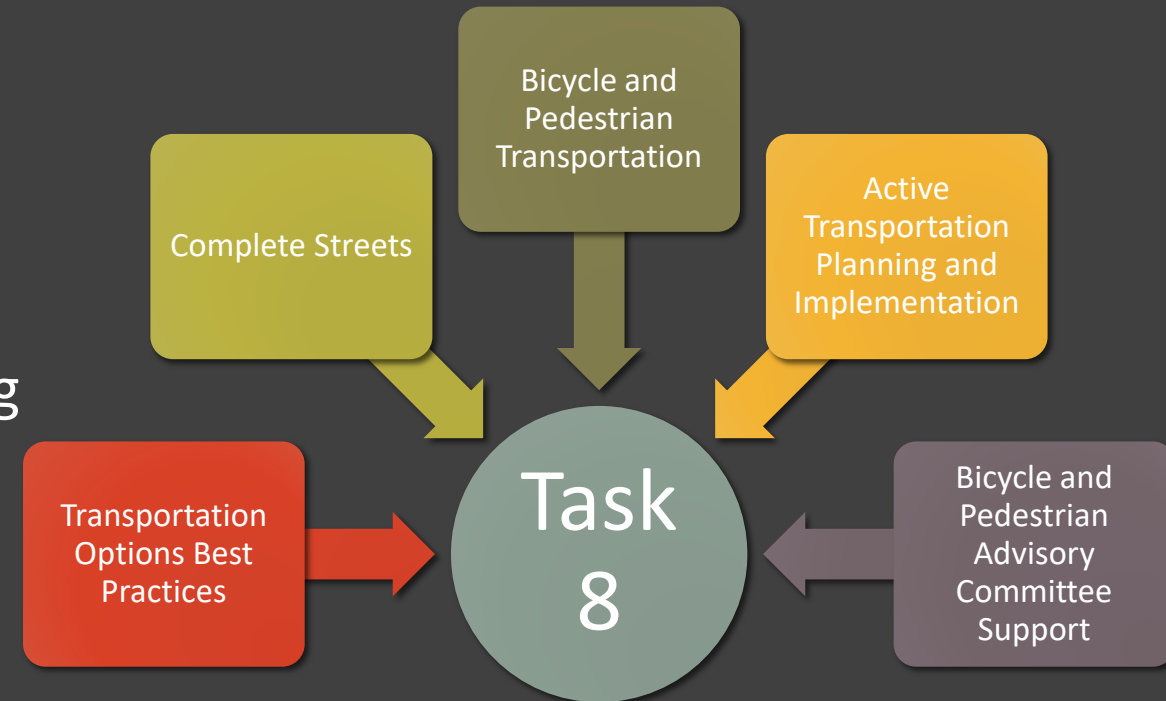 Bicycle and
Pedestrian
Transportation
Complete Streets
Active
Transportation
Planning and
Implementation
g
Transportation
Options Best
Practices
Task
8
Bicycle and
Pedestrian
Advisory
Committee
Support